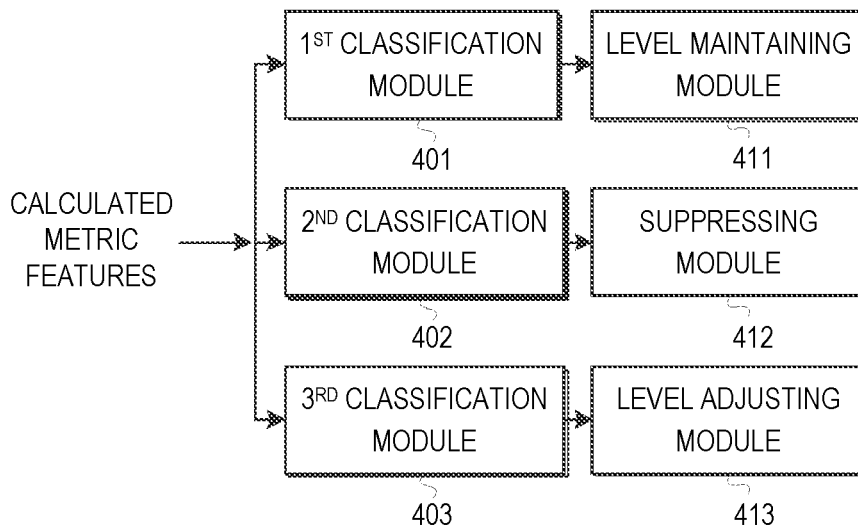 1ST CLASSIFICATION
MODULE
401
LEVEL MAINTAINING
MODULE
411
CALCULATED
METRIC
FEATURES
2ND CLASSIFICATION
MODULE
402
SUPPRESSING
MODULE
412
3RD CLASSIFICATION
MODULE
403
LEVEL ADJUSTING
MODULE
413